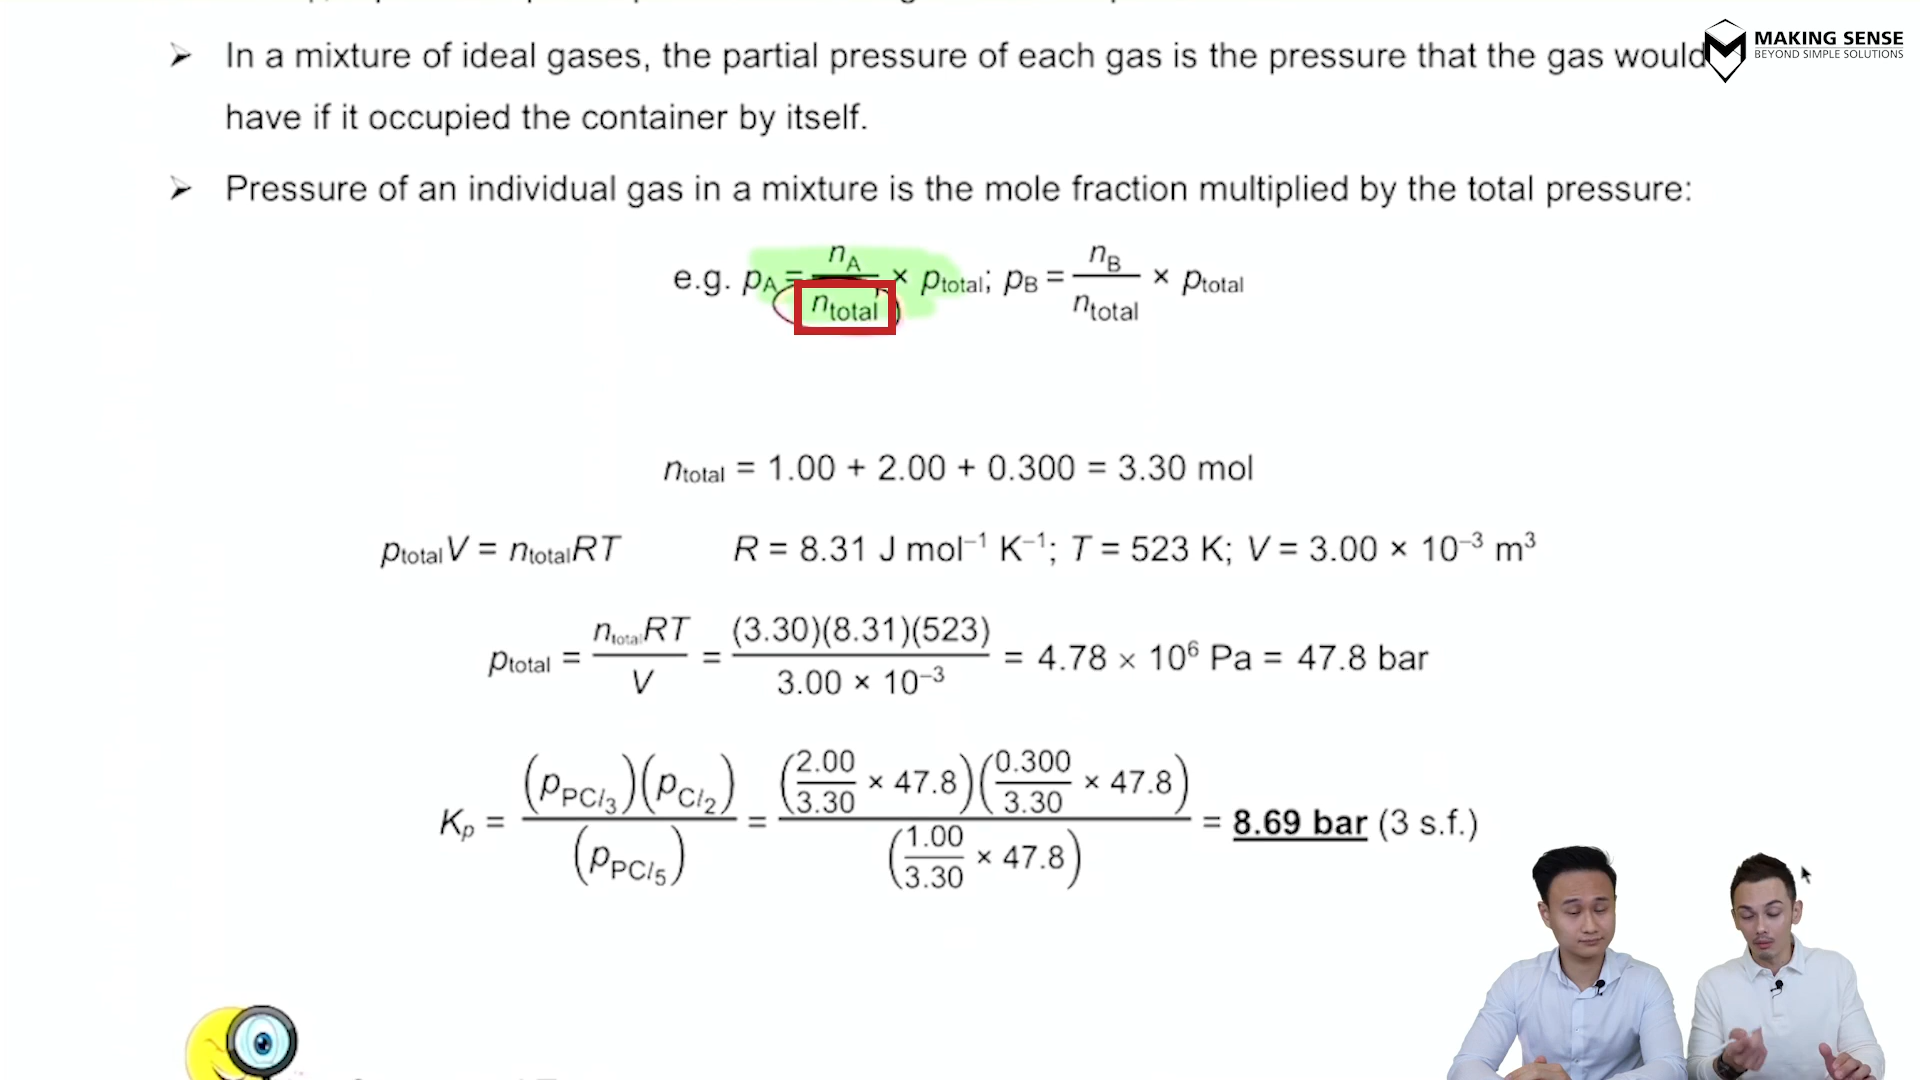 MAKING SENSE
BEYOND SIMPLE SOLUTIONS
➢ In a mixture of ideal gases, the partial pressure of each gas is the pressure that the gas would
have if it occupied the container by itself.
➢ Pressure of an individual gas in a mixture is the mole fraction multiplied by the total pressure:
e.g. pA = nA/ntotal × ptotal; pB = nB/ntotal × ptotal
ntotal = 1.00 + 2.00 + 0.300 = 3.30 mol
ptotalV = ntotalRT R = 8.31 J mol⁻¹ K⁻¹; T = 523 K; V = 3.00 × 10⁻³ m³
ptotal = ntotalRT/V = (3.30)(8.31)(523)/3.00 × 10⁻³ = 4.78 × 10⁶ Pa = 47.8 bar
Kp = (pPCl₃)(pCl₂)/(pPCl₅) = (2.00/3.30 × 47.8)(0.300/3.30 × 47.8)/(1.00/3.30 × 47.8) = 8.69 bar (3 s.f.)